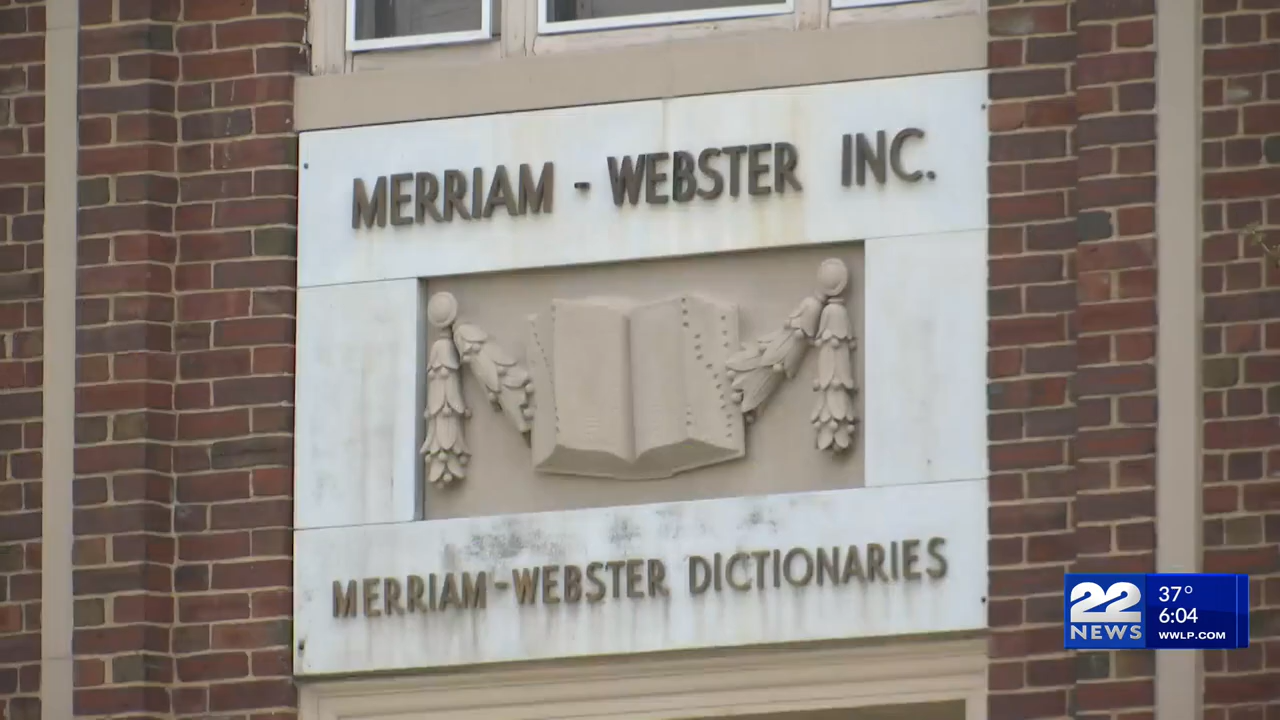 MERRIAM - WEBSTER INC.
MERRIAM-WEBSTER DICTIONARIES
22
NEWS
37°
6:04
WWLP.COM